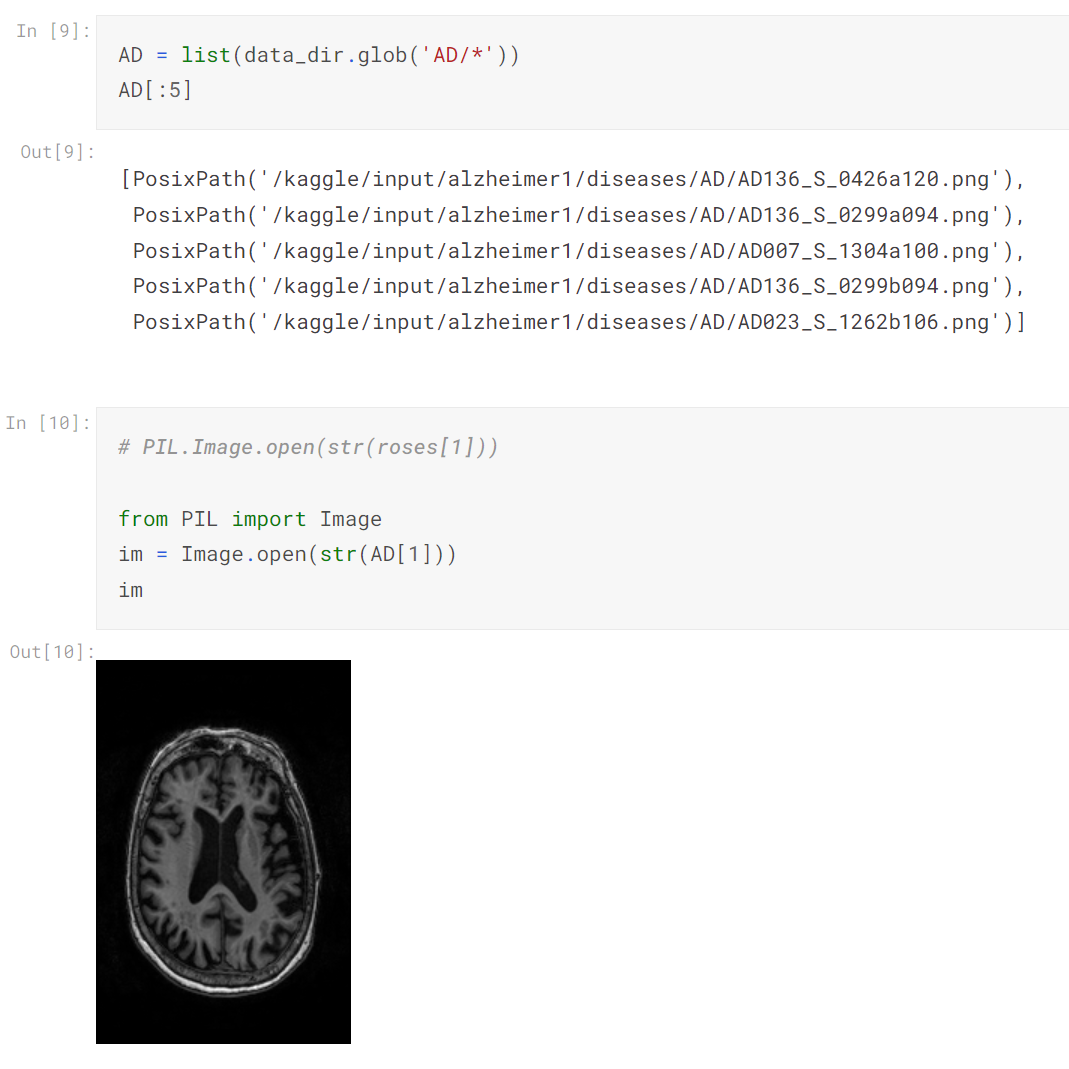 In [9]:
AD = list(data_dir.glob('AD/*'))
AD[:5]
Out[9]:
[PosixPath('/kaggle/input/alzheimer1/diseases/AD/AD136_S_0426a120.png'),
PosixPath('/kaggle/input/alzheimer1/diseases/AD/AD136_S_0299a094.png'),
PosixPath('/kaggle/input/alzheimer1/diseases/AD/AD007_S_1304a100.png'),
PosixPath('/kaggle/input/alzheimer1/diseases/AD/AD136_S_0299b094.png'),
PosixPath('/kaggle/input/alzheimer1/diseases/AD/AD023_S_1262b106.png')]
In [10]:
# PIL.Image.open(str(roses[1]))
from PIL import Image
im = Image.open(str(AD[1]))
im
Out[10]: